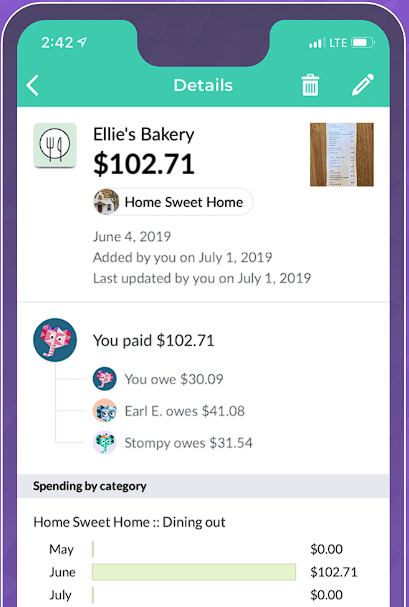 2:42 LTE
Details
Ellie's Bakery
$102.71
Home Sweet Home
June 4, 2019
Added by you on July 1, 2019
Last updated by you on July 1, 2019
You paid $102.71
You owe $30.09
Earl E. owes $41.08
Stompy owes $31.54
Spending by category
Home Sweet Home :: Dining out
May $0.00
June $102.71
July $0.00